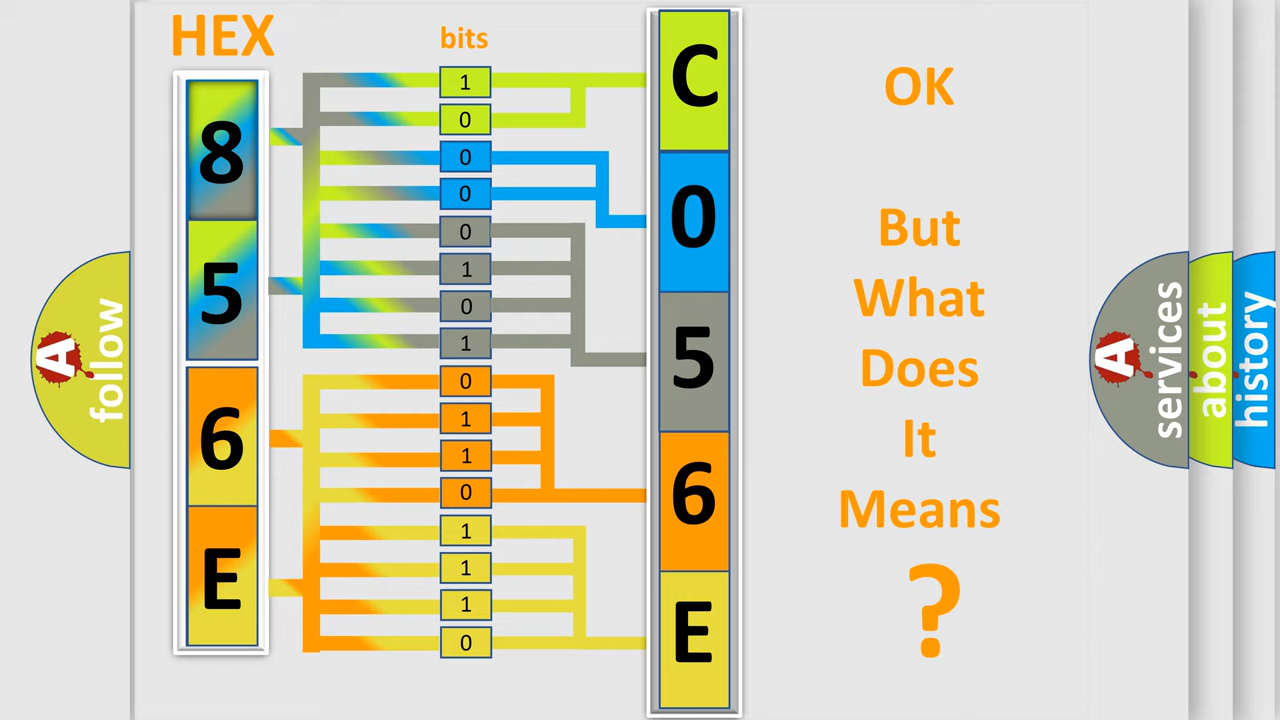 HEX
8
5
6
E
bits
1
0
0
0
0
1
0
1
0
1
1
0
1
1
1
0
C
0
5
6
E
OK
But
What
Does
It
Means
?
A
follow
A
services
about
history